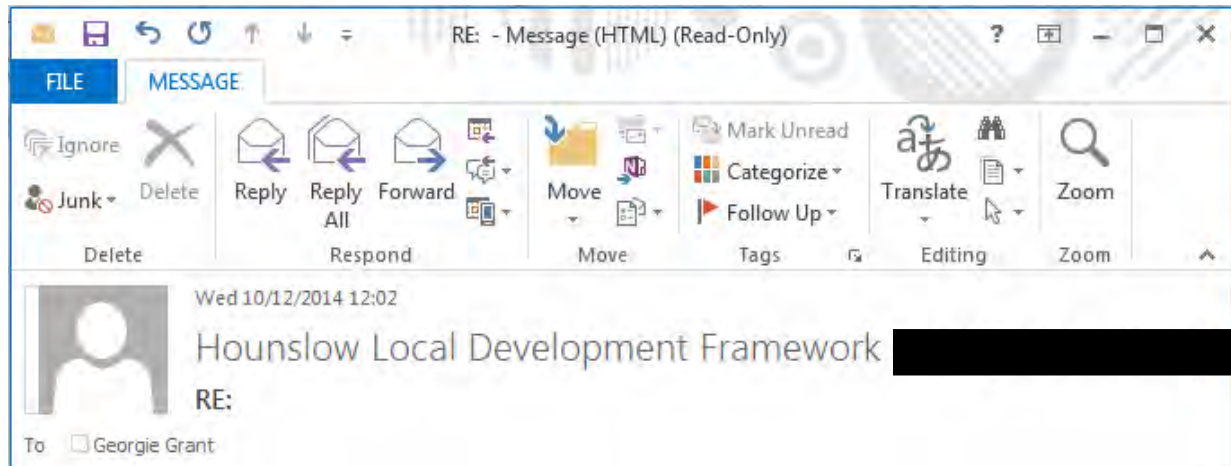 RE: - Message (HTML) (Read-Only)
?
FILE
MESSAGE
Ignore
Junk
Delete
Reply
Reply All
Forward
Move
Mark Unread
Categorize
Follow Up
Translate
Zoom
Delete
Respond
Move
Tags
Editing
Zoom
Wed 10/12/2014 12:02
Hounslow Local Development Framework
RE:
To Georgie Grant